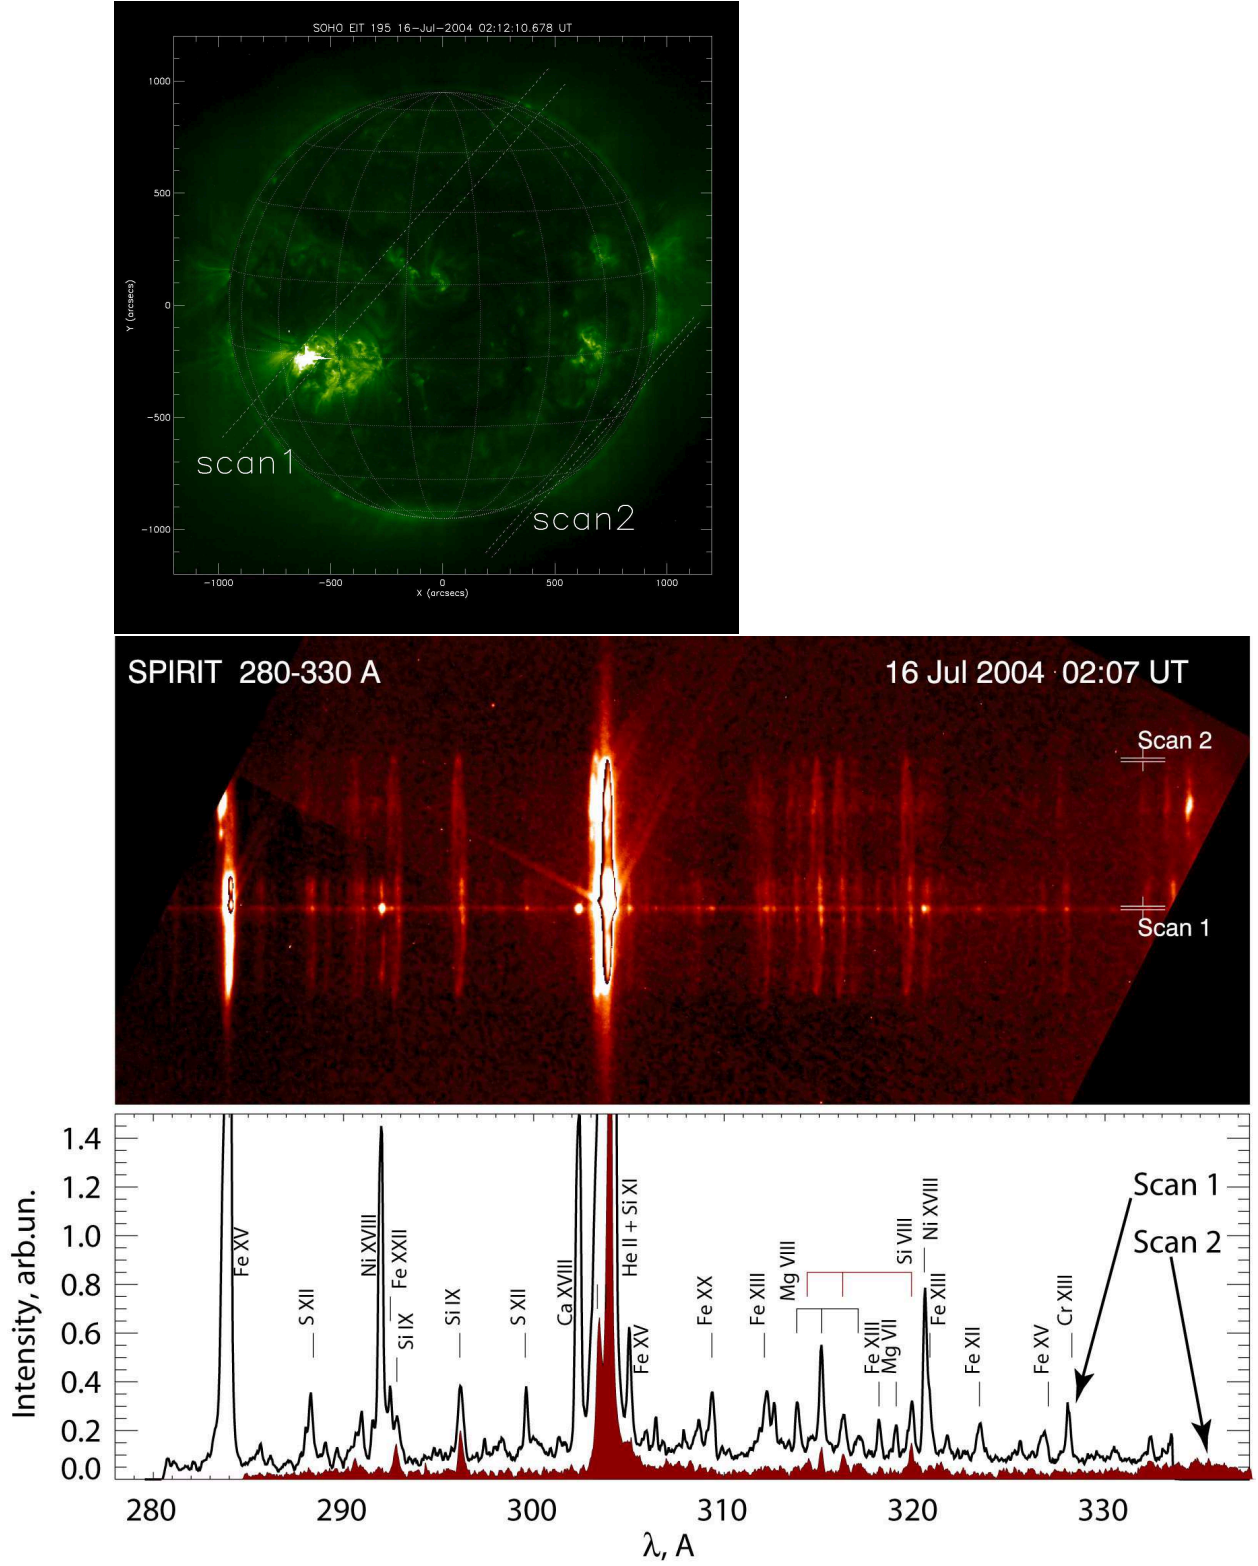 SOHO EIT 195 16-Jul-2004 02:12:10.678 UT
1000
500
0
-500
-1000
Y (arcsecs)
scan1
scan2
-1000 -500 0 500 1000
X (arcsecs)
SPIRIT 280-330 A 16 Jul 2004 02:07 UT
Scan 2
Scan 1
Intensity, arb.un.
1.4
1.2
1.0
0.8
0.6
0.4
0.2
0.0
Fe XV
S XII
Ni XVIII
Fe XXII
Si IX
Si IX
S XII
Ca XVIII
He II + Si XI
Fe XV
Fe XX
Fe XIII
Mg VIII
Fe XIII
Mg VII
Si VIII
Ni XVIII
Fe XIII
Fe XII
Fe XV
Cr XIII
Scan 1
Scan 2
280 290 300 310 320 330
λ, A